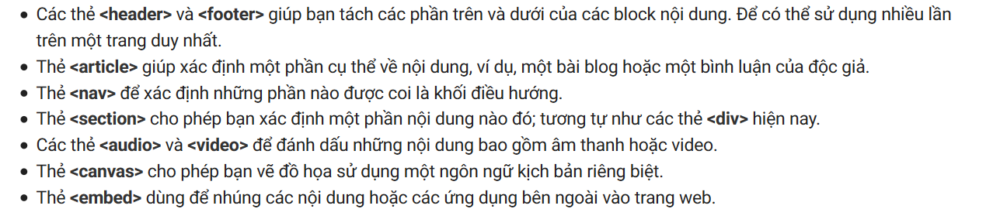 Các thẻ <header> và <footer> giúp bạn tách các phần trên và dưới của các block nội dung. Để có thể sử dụng nhiều lần
trên một trang duy nhất.
Thẻ <article> giúp xác định một phần cụ thể về nội dung, ví dụ, một bài blog hoặc một bình luận của độc giả.
Thẻ <nav> để xác định những phần nào được coi là khối điều hướng.
Thẻ <section> cho phép bạn xác định một phần nội dung nào đó; tương tự như các thẻ <div> hiện nay.
Các thẻ <audio> và <video> để đánh dấu những nội dung bao gồm âm thanh hoặc video.
Thẻ <canvas> cho phép bạn vẽ đồ họa sử dụng một ngôn ngữ kịch bản riêng biệt.
Thẻ <embed> dùng để nhúng các nội dung hoặc các ứng dụng bên ngoài vào trang web.